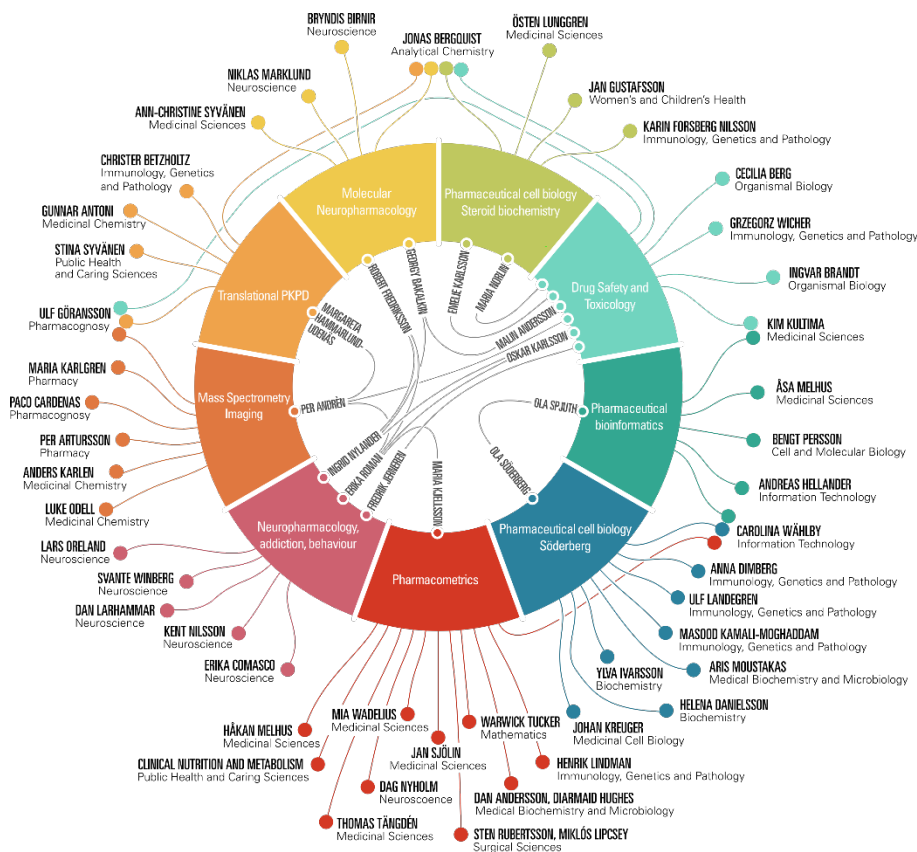 BRYNDIS BIRNIR
Neuroscience
JONAS BERGQUIST
Analytical Chemistry
ÖSTEN LUNGGREN
Medicinal Sciences
NIKLAS MARKLUND
Neuroscience
JAN GUSTAFSSON
Women's and Children's Health
ANN-CHRISTINE SYVÄNEN
Medicinal Sciences
KARIN FORSBERG NILSSON
Immunology, Genetics and Pathology
CHRISTER BETZHOLTZ
Immunology, Genetics
and Pathology
CECILIA BERG
Organismal Biology
GUNNAR ANTONI
Medicinal Chemistry
GRZEGORZ WICHER
Immunology, Genetics and Pathology
STINA SYVÄNEN
Public Health
and Caring Sciences
INGVAR BRANDT
Organismal Biology
ULF GÖRANSSON
Pharmacognosy
KIM KULTIMA
Medicinal Sciences
MARIA KARLGREN
Pharmacy
PACO CARDENAS
Pharmacognosy
ÅSA MELHUS
Medicinal Sciences
PER ARTURSSON
Pharmacy
BENGT PERSSON
Cell and Molecular Biology
ANDERS KARLEN
Medicinal Chemistry
ANDREAS HELLANDER
Information Technology
LUKE ODELL
Medicinal Chemistry
CAROLINA WÄHLBY
Information Technology
LARS ORELAND
Neuroscience
ANNA DIMBERG
Immunology, Genetics and Pathology
SVANTE WINBERG
Neuroscience
ULF LANDEGREN
Immunology, Genetics and Pathology
DAN LARHAMMAR
Neuroscience
MASOOD KAMALI-MOGHADDAM
Immunology, Genetics and Pathology
KENT NILSSON
Neuroscience
ARIS MOUSTAKAS
Medical Biochemistry and Microbiology
ERIKA COMASCO
Neuroscience
YLVA IVARSSON
Biochemistry
HELENA DANIELSSON
Biochemistry
JOHAN KREUGER
Medicinal Cell Biology
HÅKAN MELHUS
Medicinal Sciences
MIA WADELIUS
Medicinal Sciences
WARWICK TUCKER
Mathematics
JAN SJÖLIN
Medicinal Sciences
CLINICAL NUTRITION AND METABOLISM
Public Health and Caring Sciences
HENRIK LINDMAN
Immunology, Genetics and Pathology
DAG NYHOLM
Neuroscoence
DAN ANDERSSON, DIARMAID HUGHES
Medical Biochemistry and Microbiology
THOMAS TÄNGDÉN
Medicinal Sciences
STEN RUBERTSSON, MIKLÓS LIPCSEY
Surgical Sciences
Molecular
Neuropharmacology
Pharmaceutical cell biology
Steroid biochemistry
Drug Safety and
Toxicology
Pharmaceutical
bioinformatics
Pharmaceutical cell biology
Söderberg
Pharmacometrics
Neuropharmacology,
addiction, behaviour
Mass Spectrometry
Imaging
Translational PKPD
ROBERT FREDRIKSSON
GEORGY BAKALKIN
EMELIE KARLSSON
MARIA NORLIN
MALIN ANDERSSON
OSKAR KARLSSON
OLA SPJUTH
OLA SÖDERBERG
MARIA KJELLSSON
FREDRIK JERNEREN
ERIKA ROMAN
INGRID NYLANDER
PER ANDRÉN
MARGARETA
HAMMARLUND-
UDENAS